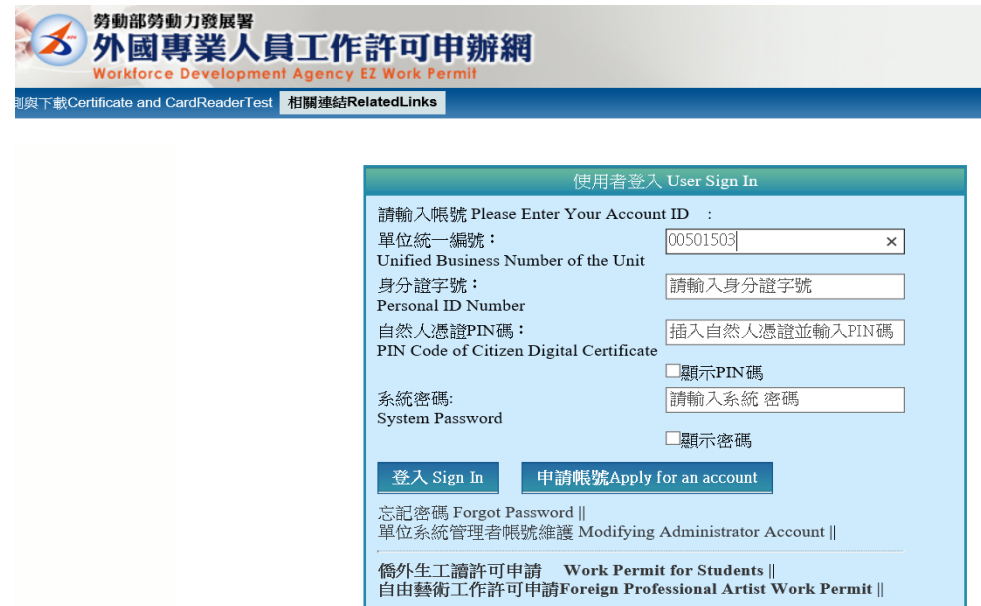 勞動部勞動力發展署
外國專業人員工作許可申辦網
Workforce Development Agency EZ Work Permit
與下載Certificate and CardReaderTest 相關連結RelatedLinks
使用者登入 User Sign In
請輸入帳號 Please Enter Your Account ID :
單位統一編號：
00501503
Unified Business Number of the Unit
身分證字號：
請輸入身分證字號
Personal ID Number
自然人憑證PIN碼：
插入自然人憑證並輸入PIN碼
PIN Code of Citizen Digital Certificate
顯示PIN碼
系統密碼:
請輸入系統 密碼
System Password
顯示密碼
登入 Sign In 申請帳號Apply for an account
忘記密碼 Forgot Password ||
單位系統管理者帳號維護 Modifying Administrator Account ||
僑外生工讀許可申請 Work Permit for Students ||
自由藝術工作許可申請Foreign Professional Artist Work Permit ||